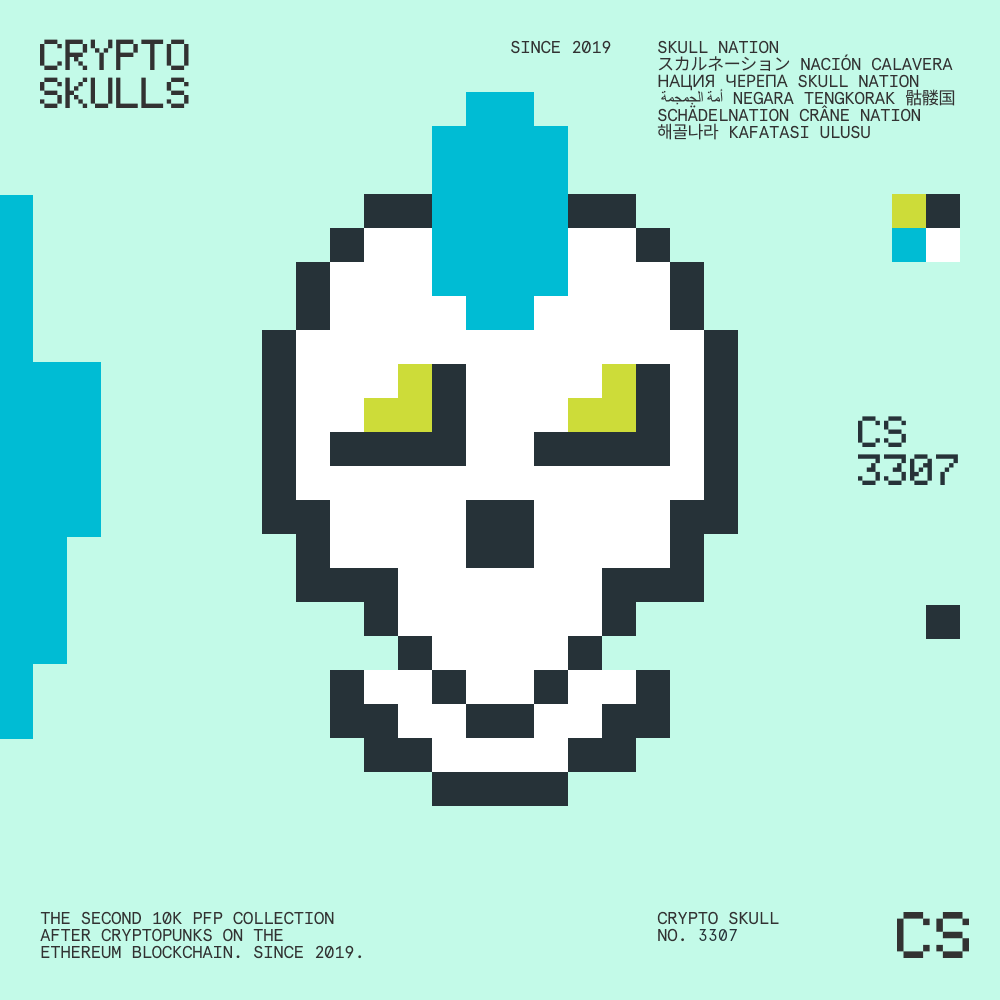 CRYPTO
SKULLS
SINCE 2019
SKULL NATION
スカルネーション NACIÓN CALAVERA
НАЦИЯ ЧЕРЕПА SKULL NATION
أمة الجمجمة NEGARA TENGKORAK 骷髅国
SCHÄDELNATION CRÂNE NATION
해골나라 KAFATASI ULUSU
CS
3307
THE SECOND 10K PFP COLLECTION
AFTER CRYPTOPUNKS ON THE
ETHEREUM BLOCKCHAIN. SINCE 2019.
CRYPTO SKULL
NO. 3307
CS